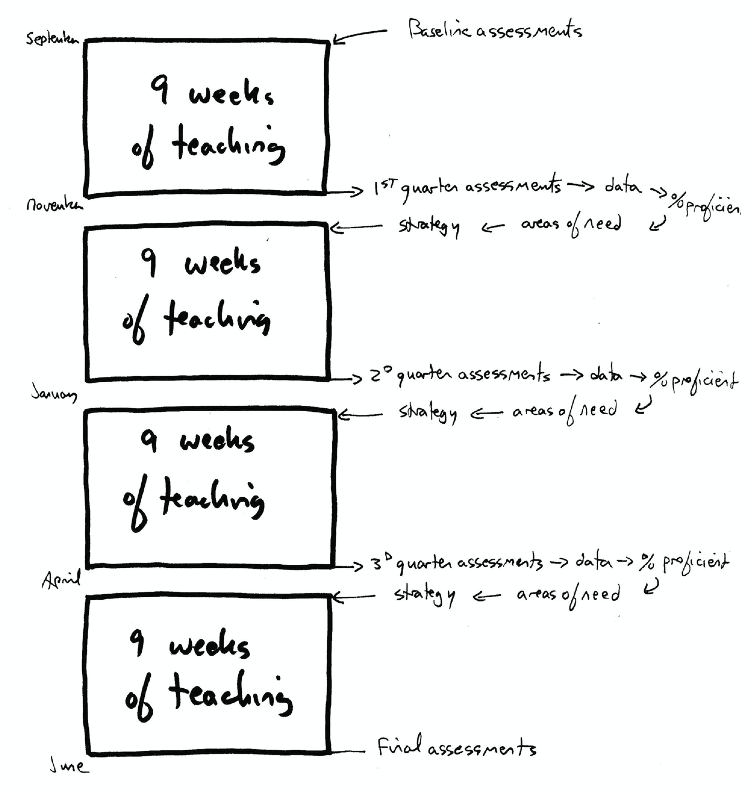 September
Baseline assessments
9 weeks
of teaching
1ST quarter assessments → data → % proficien
November
strategy ← areas of need
9 weeks
of teaching
2D quarter assessments → data → % proficient
January
strategy ← areas of need
9 weeks
of teaching
3D quarter assessments → data → % proficient
April
strategy ← areas of need
9 weeks
of teaching
Final assessments
June